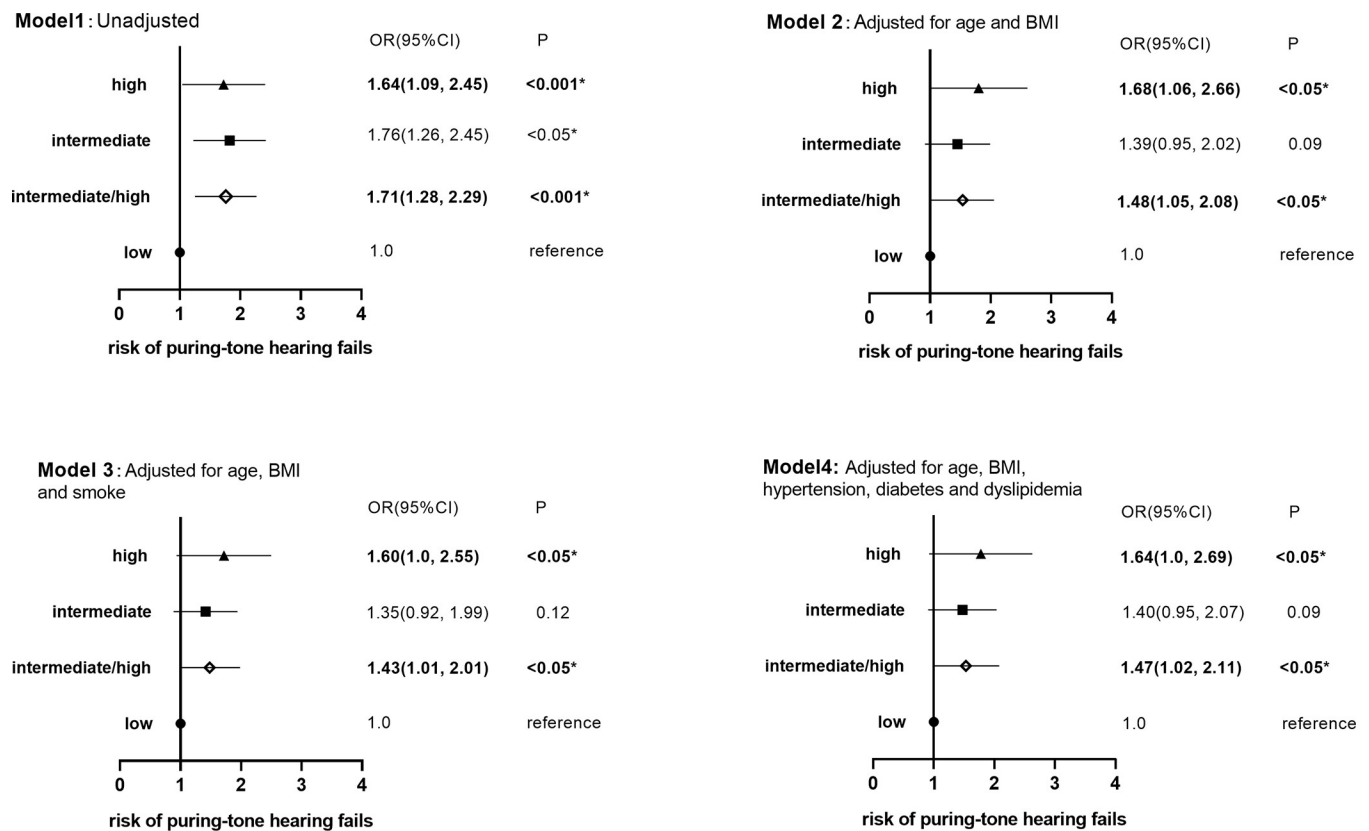 Model1: Unadjusted
OR(95%CI) P
high 1.64(1.09, 2.45) <0.001*
intermediate 1.76(1.26, 2.45) <0.05*
intermediate/high 1.71(1.28, 2.29) <0.001*
low 1.0 reference
0 1 2 3 4
risk of puring-tone hearing fails
Model 2: Adjusted for age and BMI
OR(95%CI) P
high 1.68(1.06, 2.66) <0.05*
intermediate 1.39(0.95, 2.02) 0.09
intermediate/high 1.48(1.05, 2.08) <0.05*
low 1.0 reference
0 1 2 3 4
risk of puring-tone hearing fails
Model 3: Adjusted for age, BMI
and smoke
OR(95%CI) P
high 1.60(1.0, 2.55) <0.05*
intermediate 1.35(0.92, 1.99) 0.12
intermediate/high 1.43(1.01, 2.01) <0.05*
low 1.0 reference
0 1 2 3 4
risk of puring-tone hearing fails
Model4: Adjusted for age, BMI,
hypertension, diabetes and dyslipidemia
OR(95%CI) P
high 1.64(1.0, 2.69) <0.05*
intermediate 1.40(0.95, 2.07) 0.09
intermediate/high 1.47(1.02, 2.11) <0.05*
low 1.0 reference
0 1 2 3 4
risk of puring-tone hearing fails